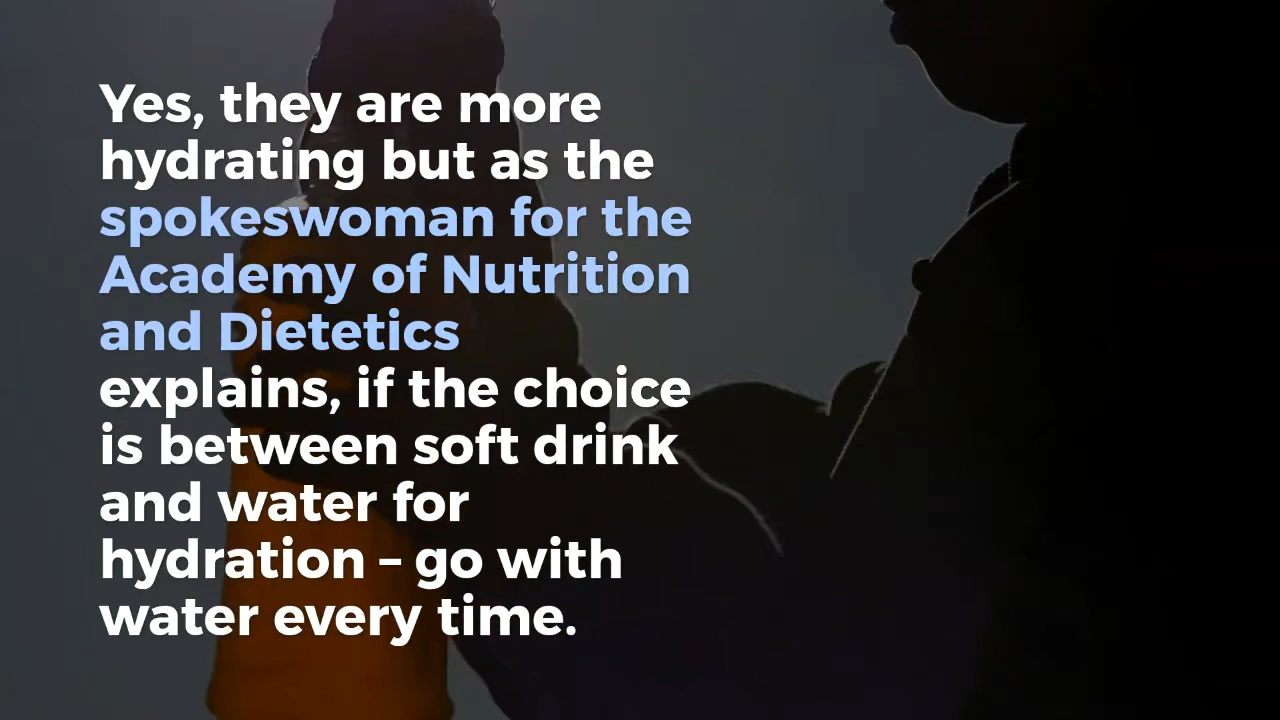 Yes, they are more
hydrating but as the
spokeswoman for the
Academy of Nutrition
and Dietetics
explains, if the choice
is between soft drink
and water for
hydration – go with
water every time.